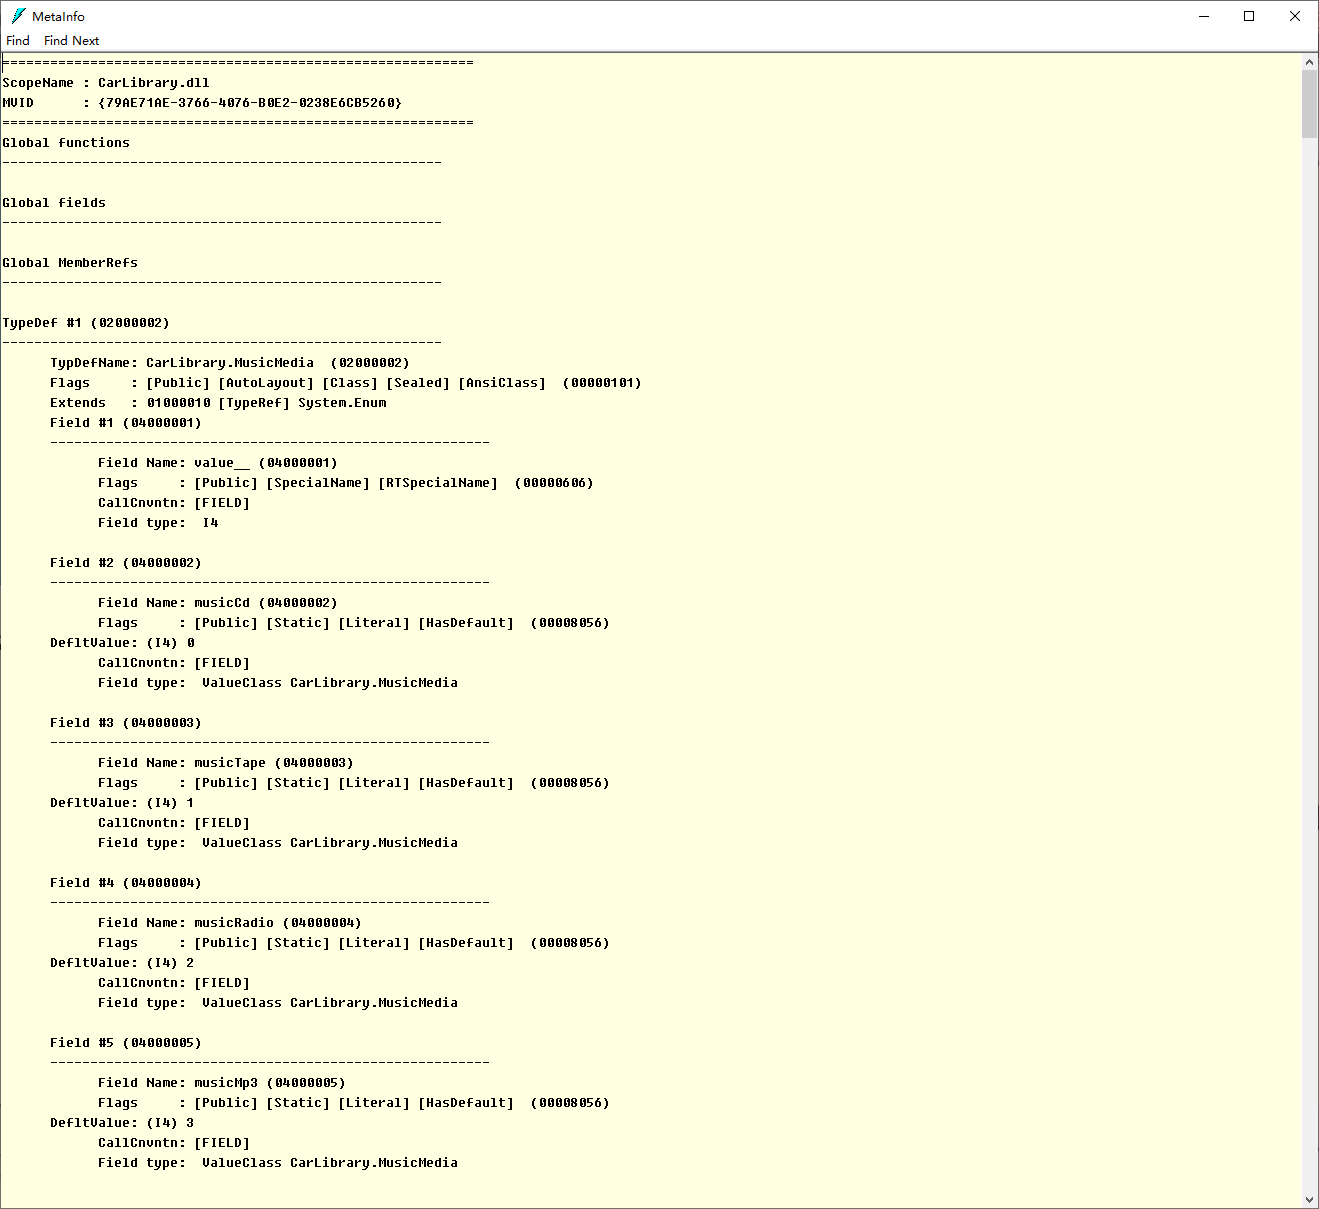 MetaInfo
Find Find Next
===========================================================
ScopeName : CarLibrary.dll
MVID      : {79AE71AE-3766-4076-B0E2-0238E6CB5260}
===========================================================
Global functions
-------------------------------------------------------
Global fields
-------------------------------------------------------
Global MemberRefs
-------------------------------------------------------
TypeDef #1 (02000002)
-------------------------------------------------------
TypDefName: CarLibrary.MusicMedia  (02000002)
Flags     : [Public] [AutoLayout] [Class] [Sealed] [AnsiClass]  (00000101)
Extends   : 01000010 [TypeRef] System.Enum
Field #1 (04000001)
-------------------------------------------------------
Field Name: value__ (04000001)
Flags     : [Public] [SpecialName] [RTSpecialName]  (00000606)
CallCnvntn: [FIELD]
Field type:  I4
Field #2 (04000002)
-------------------------------------------------------
Field Name: musicCd (04000002)
Flags     : [Public] [Static] [Literal] [HasDefault]  (00008056)
DefltValue: (I4) 0
CallCnvntn: [FIELD]
Field type:  ValueClass CarLibrary.MusicMedia
Field #3 (04000003)
-------------------------------------------------------
Field Name: musicTape (04000003)
Flags     : [Public] [Static] [Literal] [HasDefault]  (00008056)
DefltValue: (I4) 1
CallCnvntn: [FIELD]
Field type:  ValueClass CarLibrary.MusicMedia
Field #4 (04000004)
-------------------------------------------------------
Field Name: musicRadio (04000004)
Flags     : [Public] [Static] [Literal] [HasDefault]  (00008056)
DefltValue: (I4) 2
CallCnvntn: [FIELD]
Field type:  ValueClass CarLibrary.MusicMedia
Field #5 (04000005)
-------------------------------------------------------
Field Name: musicMp3 (04000005)
Flags     : [Public] [Static] [Literal] [HasDefault]  (00008056)
DefltValue: (I4) 3
CallCnvntn: [FIELD]
Field type:  ValueClass CarLibrary.MusicMedia